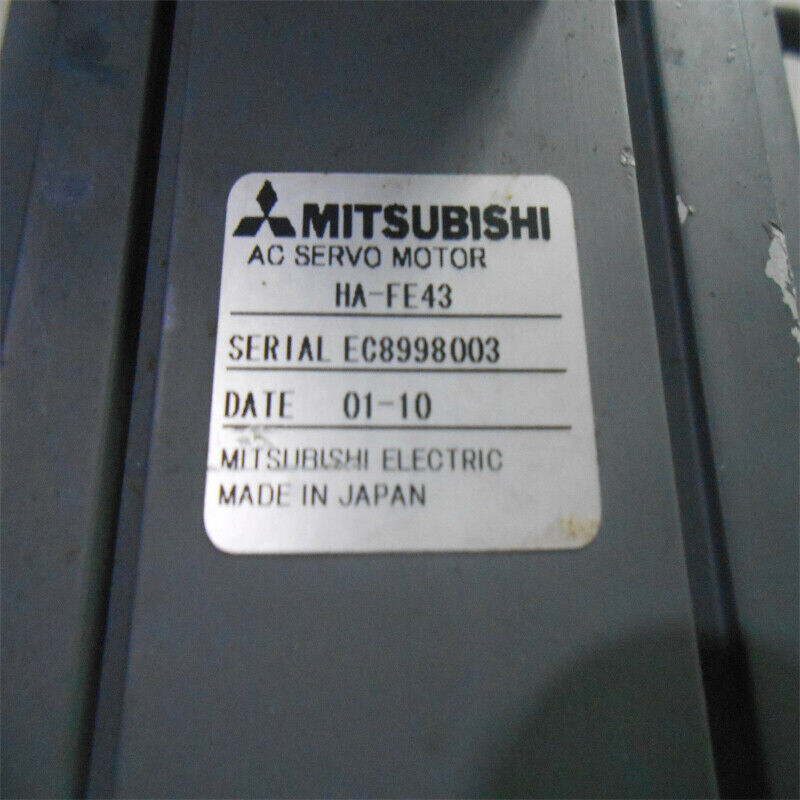 MITSUBISHI
AC SERVO MOTOR
HA-FE43
SERIAL EC8998003
DATE 01-10
MITSUBISHI ELECTRIC
MADE IN JAPAN